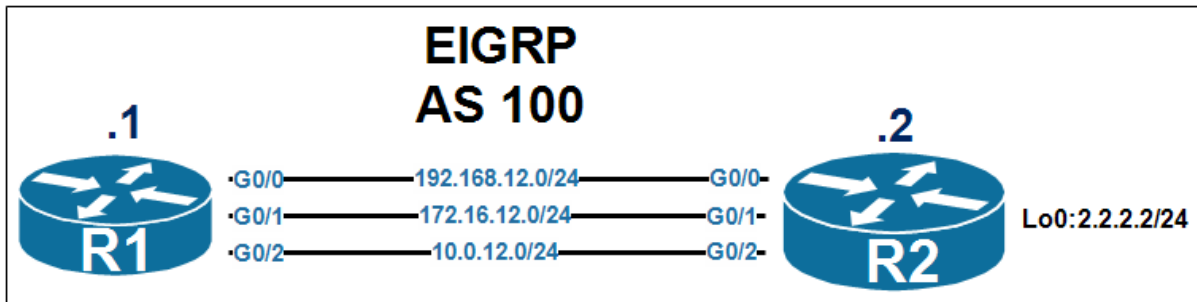 EIGRP
AS 100
.1
.2
G0/0 192.168.12.0/24 G0/0
G0/1 172.16.12.0/24 G0/1
G0/2 10.0.12.0/24 G0/2
Lo0:2.2.2.2/24
R1
R2